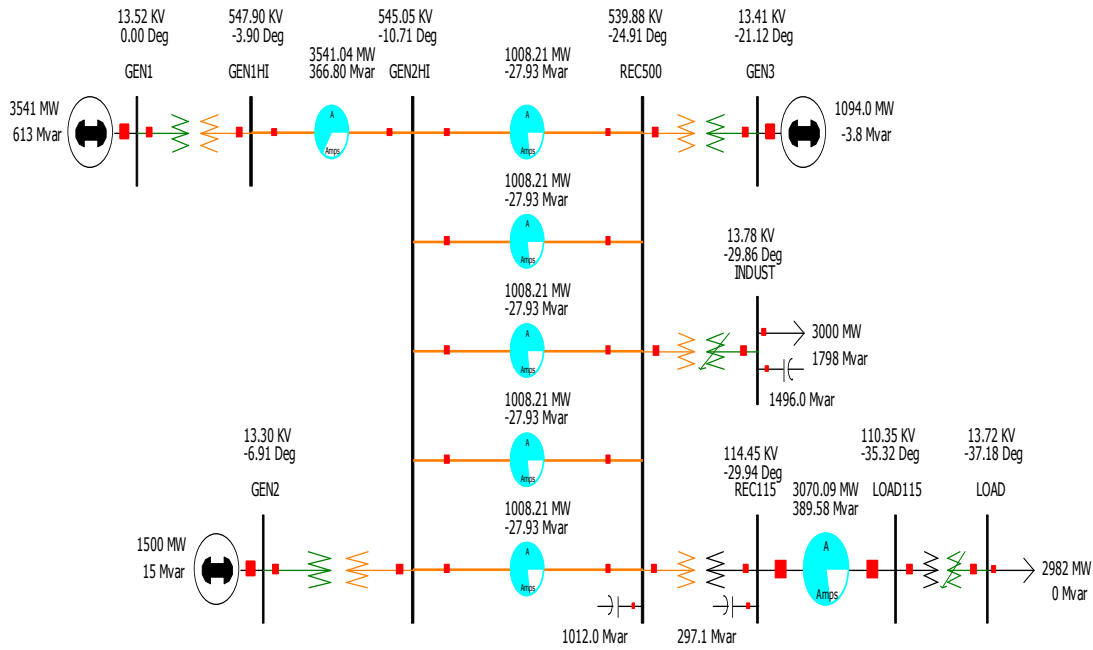 13.52 KV
0.00 Deg
GEN1
547.90 KV
-3.90 Deg
GEN1HI
3541.04 MW
366.80 Mvar
545.05 KV
-10.71 Deg
GEN2HI
1008.21 MW
-27.93 Mvar
539.88 KV
-24.91 Deg
REC500
13.41 KV
-21.12 Deg
GEN3
3541 MW
613 Mvar
A
Amps
A
Amps
1094.0 MW
-3.8 Mvar
1008.21 MW
-27.93 Mvar
A
Amps
13.78 KV
-29.86 Deg
INDUST
1008.21 MW
-27.93 Mvar
A
Amps
3000 MW
1798 Mvar
1496.0 Mvar
1008.21 MW
-27.93 Mvar
A
Amps
13.30 KV
-6.91 Deg
GEN2
1008.21 MW
-27.93 Mvar
A
Amps
114.45 KV
-29.94 Deg
REC115
3070.09 MW
389.58 Mvar
A
Amps
110.35 KV
-35.32 Deg
LOAD115
13.72 KV
-37.18 Deg
LOAD
1500 MW
15 Mvar
2982 MW
0 Mvar
1012.0 Mvar
297.1 Mvar